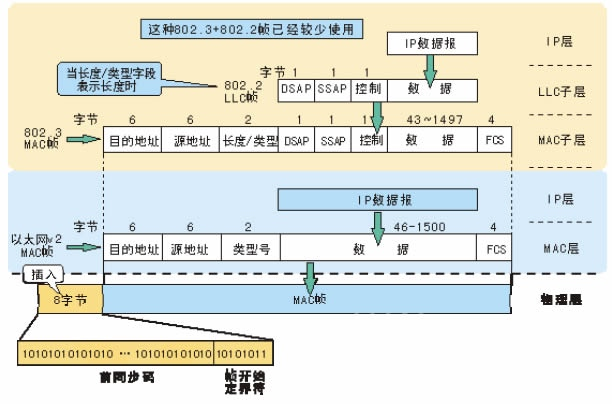 这种802.3+802.2帧已经较少使用
IP数据报
IP层
当长度/类型字段
表示长度时
字节 1 1 1
802.2
LLC帧
DSAP SSAP 控制 数 据
LLC子层
字节 6 6 2 1 1 1 43~1497 4
802.3
MAC帧
目的地址 源地址 长度/类型 DSAP SSAP 控制 数 据 FCS
MAC子层
IP数据报
IP层
字节 6 6 2 46-1500 4
以太网v2
MAC帧
目的地址 源地址 类型号 数 据 FCS
MAC层
插入
8字节
MAC帧
物理层
10101010101010 ··· 101010101010 10101011
前同步码
帧开始
定界符